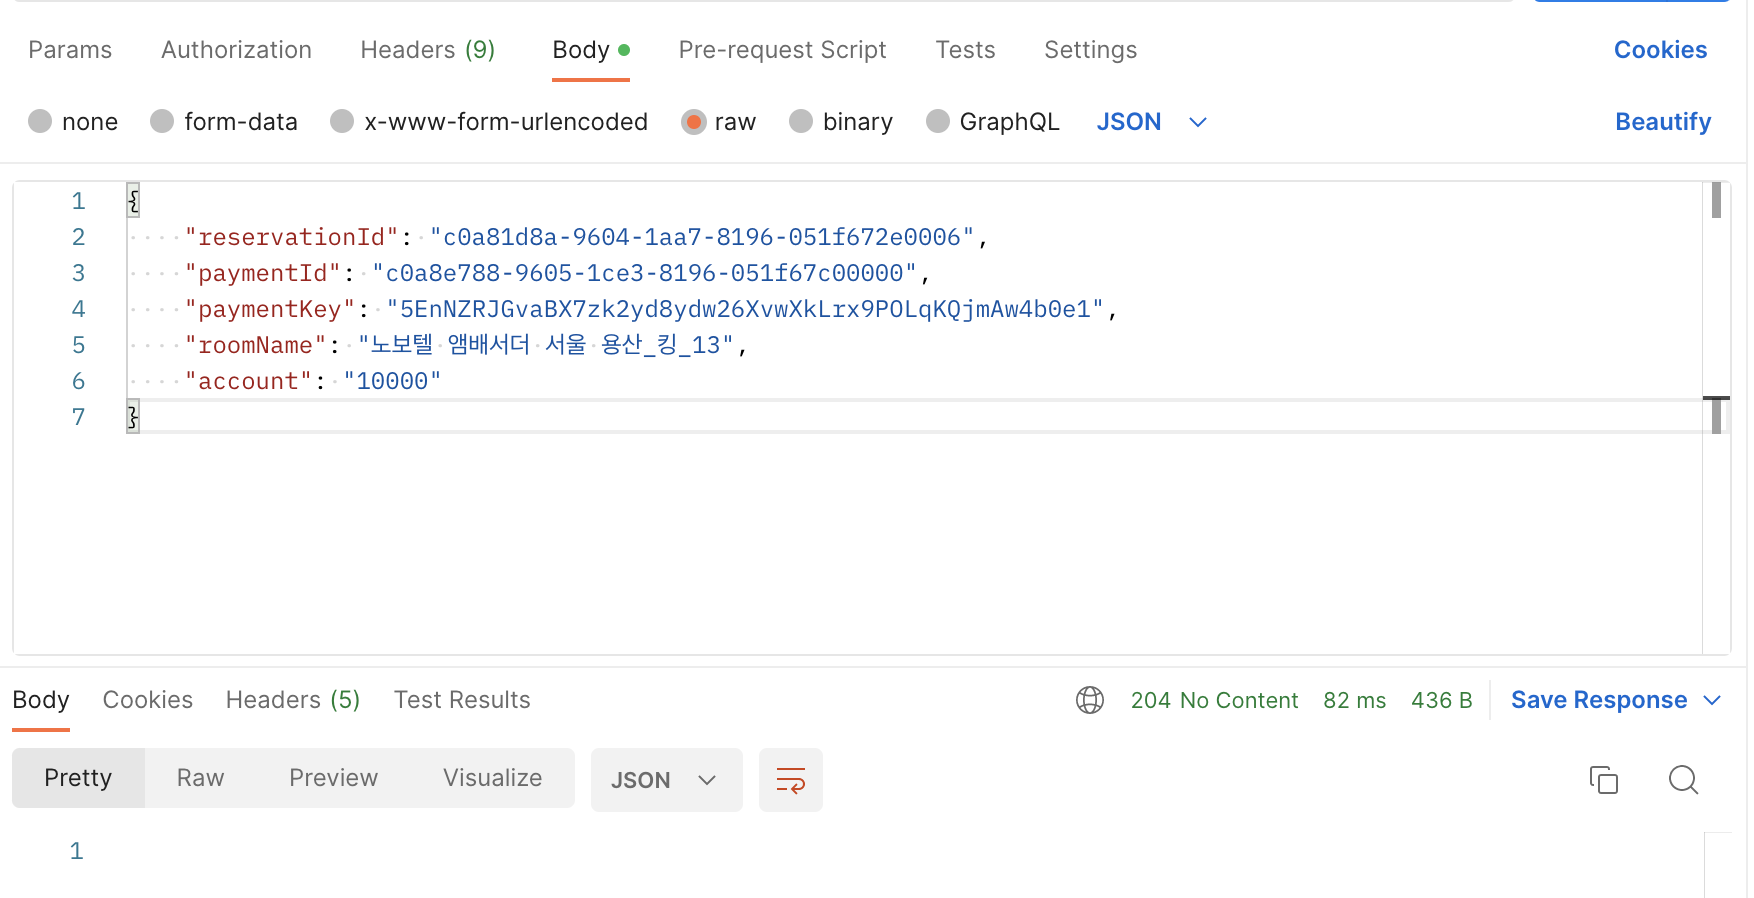 Params Authorization Headers (9) Body Pre-request Script Tests Settings Cookies
none form-data x-www-form-urlencoded raw binary GraphQL JSON Beautify
1 {
2 "reservationId": "c0a81d8a-9604-1aa7-8196-051f672e0006",
3 "paymentId": "c0a8e788-9605-1ce3-8196-051f67c00000",
4 "paymentKey": "5EnNZRJGvaBX7zk2yd8ydw26XvwXkLrx9POLqKQjmAw4b0e1",
5 "roomName": "노보텔 앰배서더 서울 용산_킹_13",
6 "account": "10000"
7 }
Body Cookies Headers (5) Test Results 204 No Content 82 ms 436 B Save Response
Pretty Raw Preview Visualize JSON
1